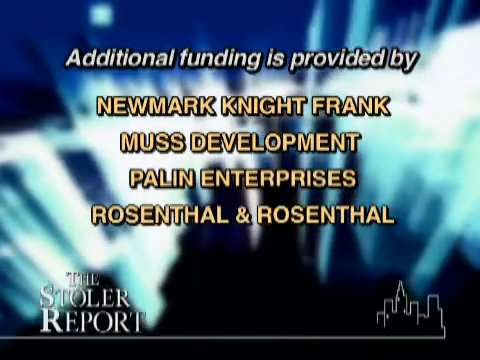 Additional funding is provided by
NEWMARK KNIGHT FRANK
MUSS DEVELOPMENT
PALIN ENTERPRISES
ROSENTHAL & ROSENTHAL
THE
STOLER
REPORT